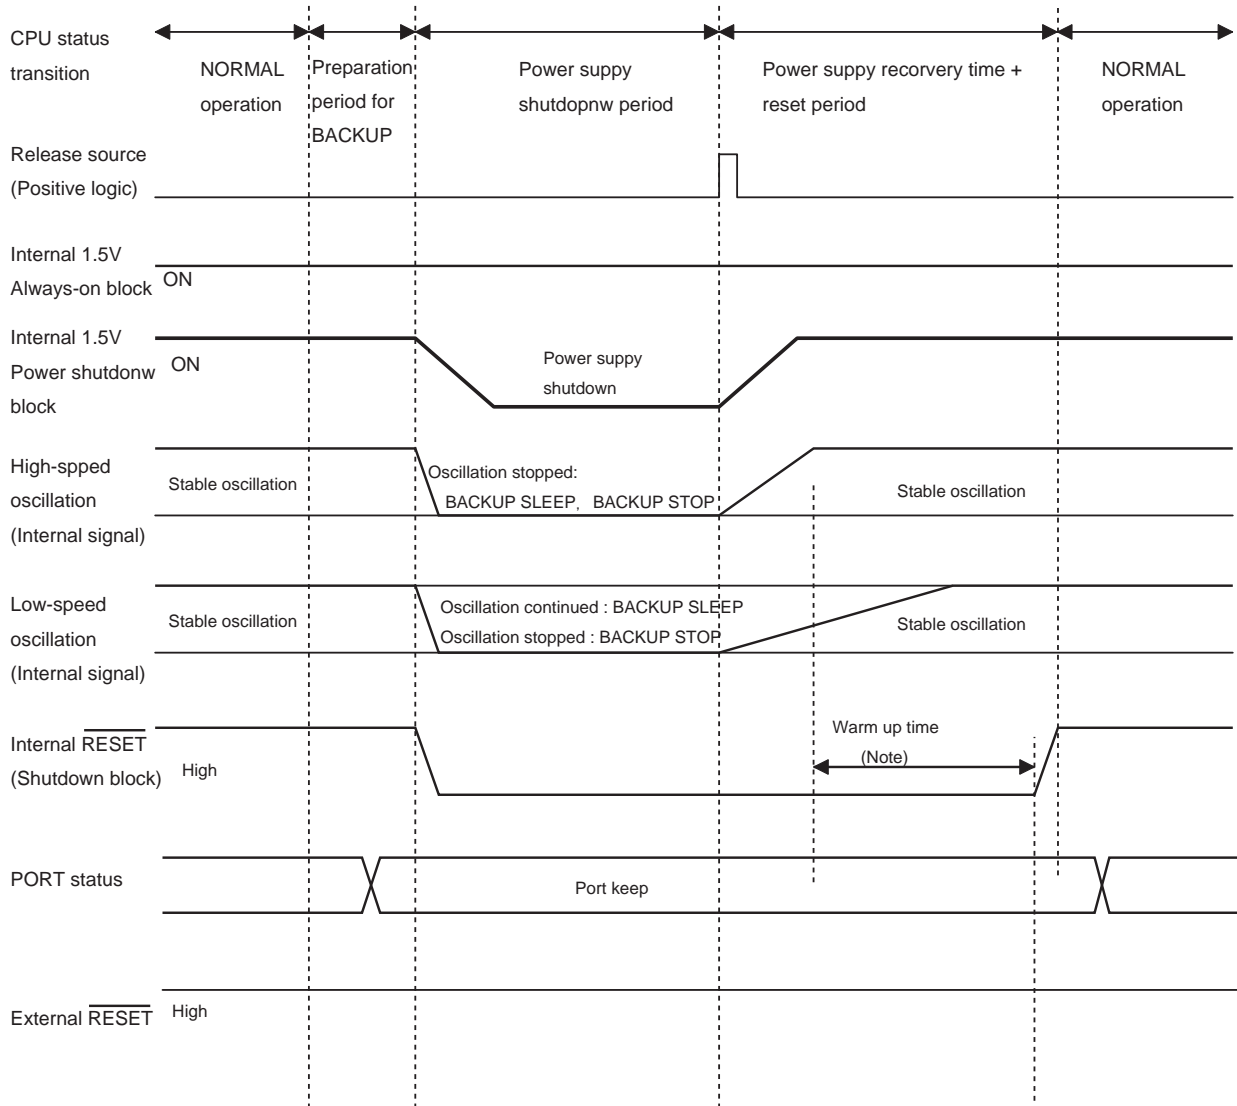 CPU status
transition
NORMAL
operation
Preparation
period for
BACKUP
Power suppy
shutdopnw period
Power suppy recorvery time +
reset period
NORMAL
operation
Release source
(Positive logic)
Internal 1.5V
Always-on block
ON
Internal 1.5V
Power shutdonw
block
ON
Power suppy
shutdown
High-spped
oscillation
(Internal signal)
Stable oscillation
Oscillation stopped:
BACKUP SLEEP, BACKUP STOP
Stable oscillation
Low-speed
oscillation
(Internal signal)
Stable oscillation
Oscillation continued : BACKUP SLEEP
Oscillation stopped : BACKUP STOP
Stable oscillation
Internal RESET
(Shutdown block)
High
Warm up time
(Note)
PORT status
Port keep
External RESET
High